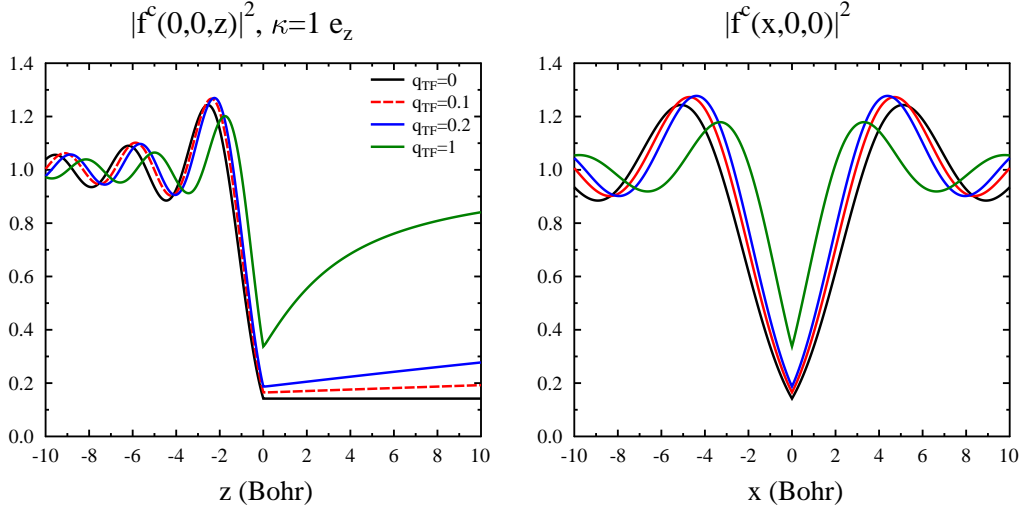 |f^c(0,0,z)|^2, κ=1 e_z
1.4
1.2
1.0
0.8
0.6
0.4
0.2
0.0
-10 -8 -6 -4 -2 0 2 4 6 8 10
z (Bohr)
q_TF=0
q_TF=0.1
q_TF=0.2
q_TF=1
|f^c(x,0,0)|^2
1.4
1.2
1.0
0.8
0.6
0.4
0.2
0.0
-10 -8 -6 -4 -2 0 2 4 6 8 10
x (Bohr)